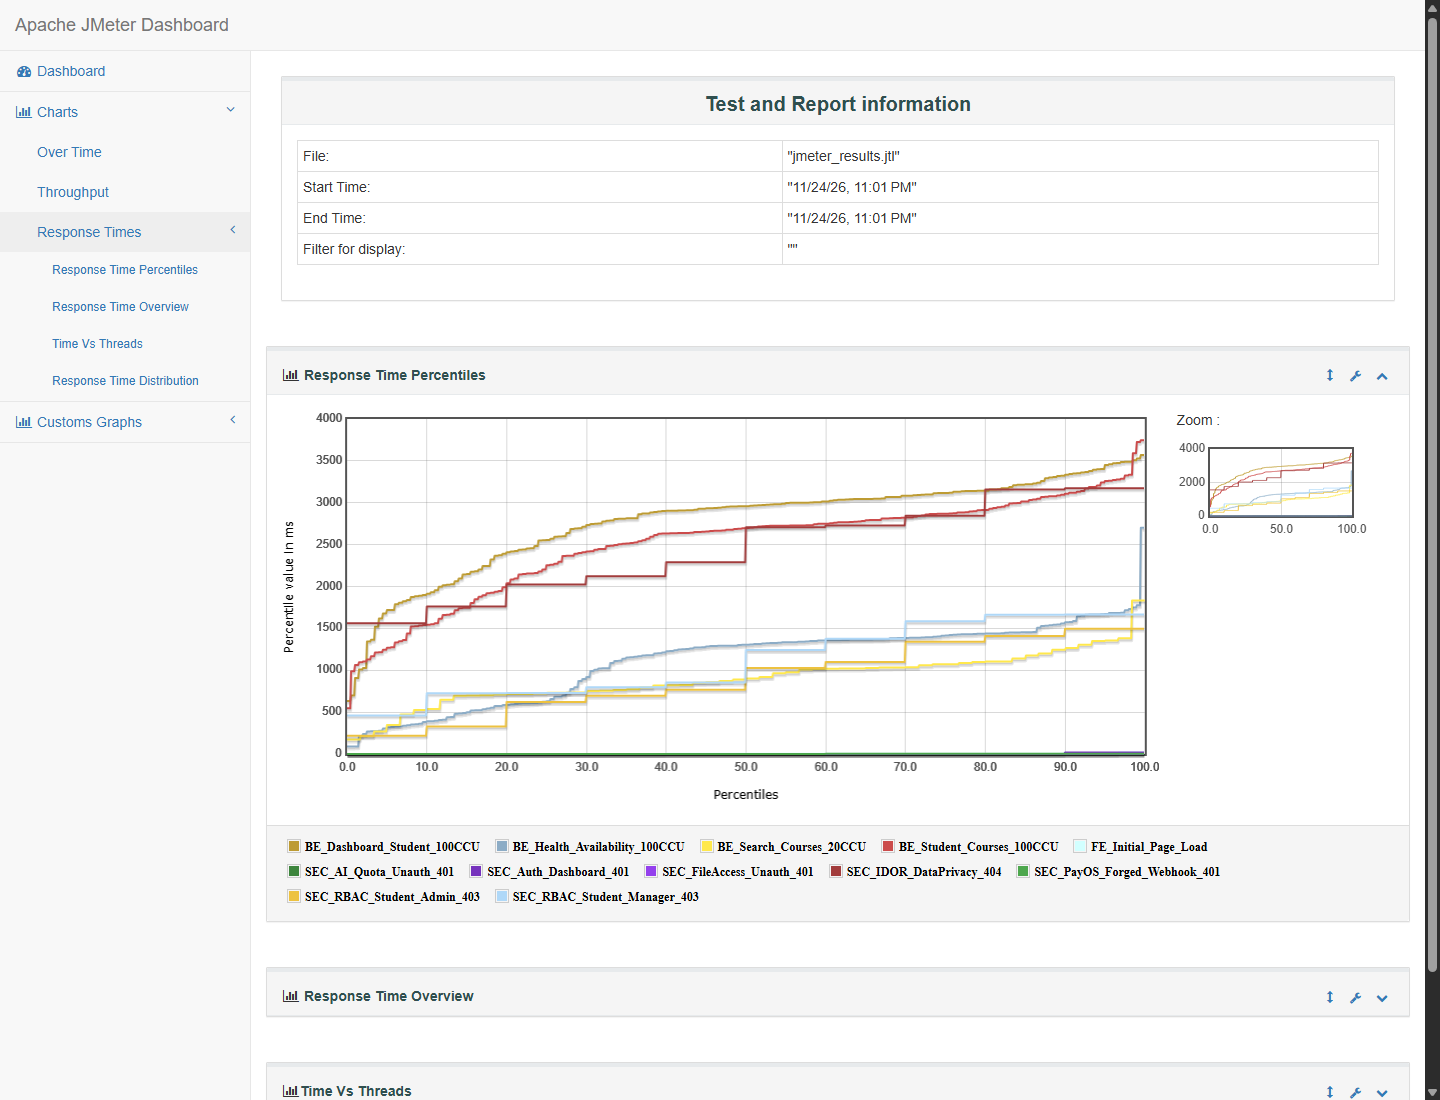 Apache JMeter Dashboard
Dashboard
Charts
Over Time
Throughput
Response Times
Response Time Percentiles
Response Time Overview
Time Vs Threads
Response Time Distribution
Customs Graphs
Test and Report information
File: "jmeter_results.jtl"
Start Time: "11/24/26, 11:01 PM"
End Time: "11/24/26, 11:01 PM"
Filter for display: ""
Response Time Percentiles
Percentile value In ms
4000
3500
3000
2500
2000
1500
1000
500
0
0.0 10.0 20.0 30.0 40.0 50.0 60.0 70.0 80.0 90.0 100.0
Percentiles
Zoom :
4000
2000
0
0.0 50.0 100.0
BE_Dashboard_Student_100CCU BE_Health_Availability_100CCU BE_Search_Courses_20CCU BE_Student_Courses_100CCU FE_Initial_Page_Load
SEC_AI_Quota_Unauth_401 SEC_Auth_Dashboard_401 SEC_FileAccess_Unauth_401 SEC_IDOR_DataPrivacy_404 SEC_PayOS_Forged_Webhook_401
SEC_RBAC_Student_Admin_403 SEC_RBAC_Student_Manager_403
Response Time Overview
Time Vs Threads